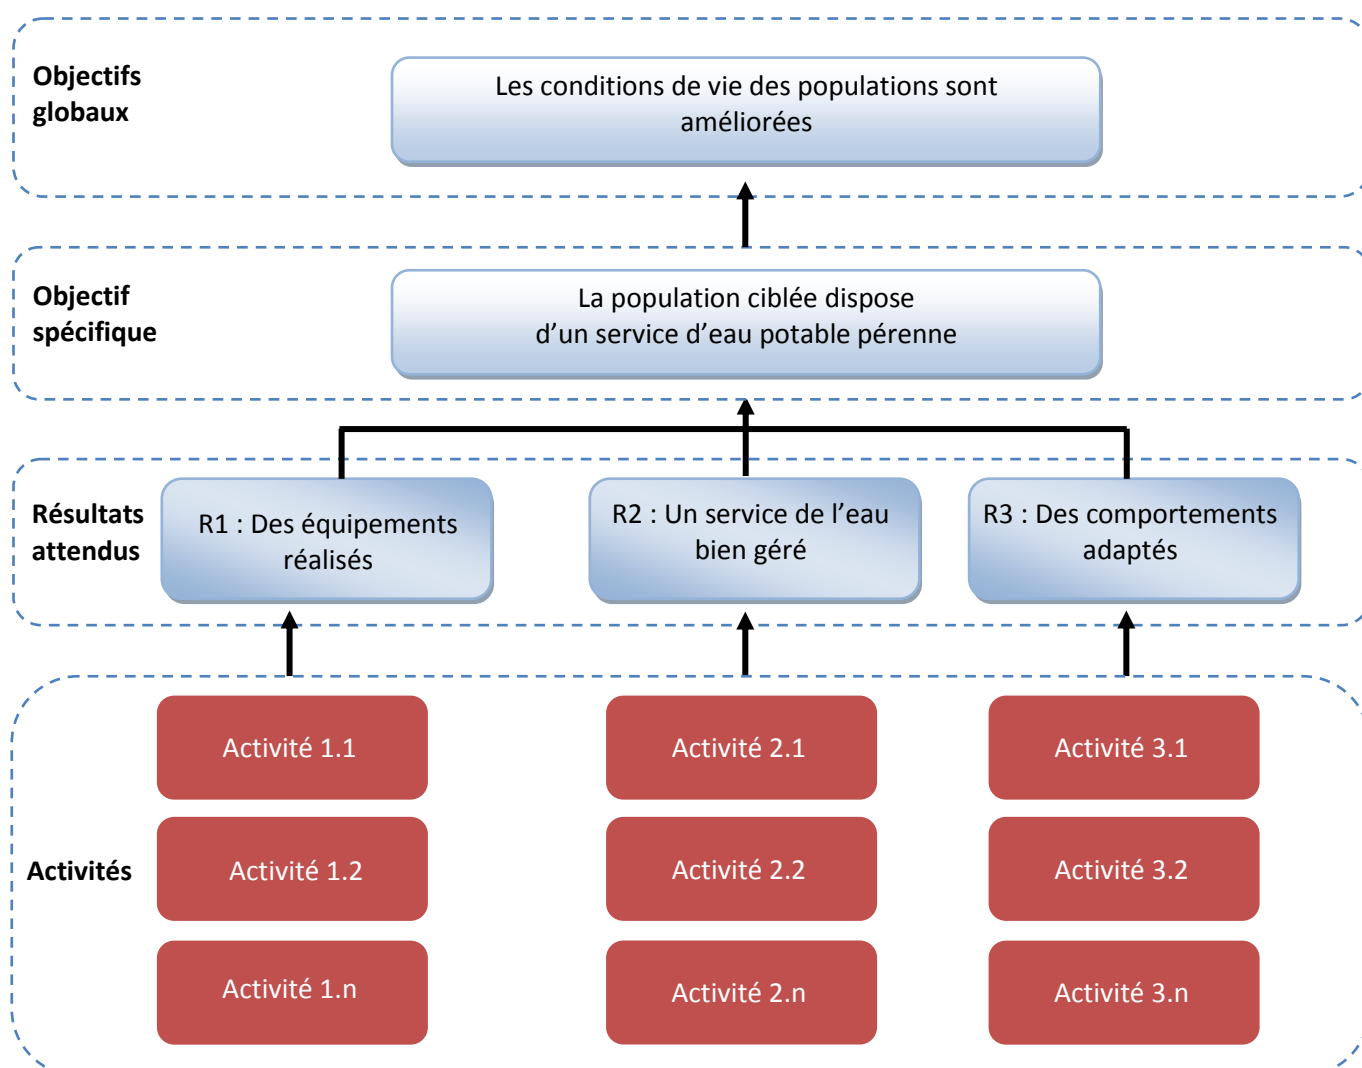 Objectifs
globaux
Les conditions de vie des populations sont
améliorées
Objectif
spécifique
La population ciblée dispose
d’un service d’eau potable pérenne
Résultats
attendus
R1 : Des équipements
réalisés
R2 : Un service de l’eau
bien géré
R3 : Des comportements
adaptés
Activités
Activité 1.1
Activité 2.1
Activité 3.1
Activité 1.2
Activité 2.2
Activité 3.2
Activité 1.n
Activité 2.n
Activité 3.n